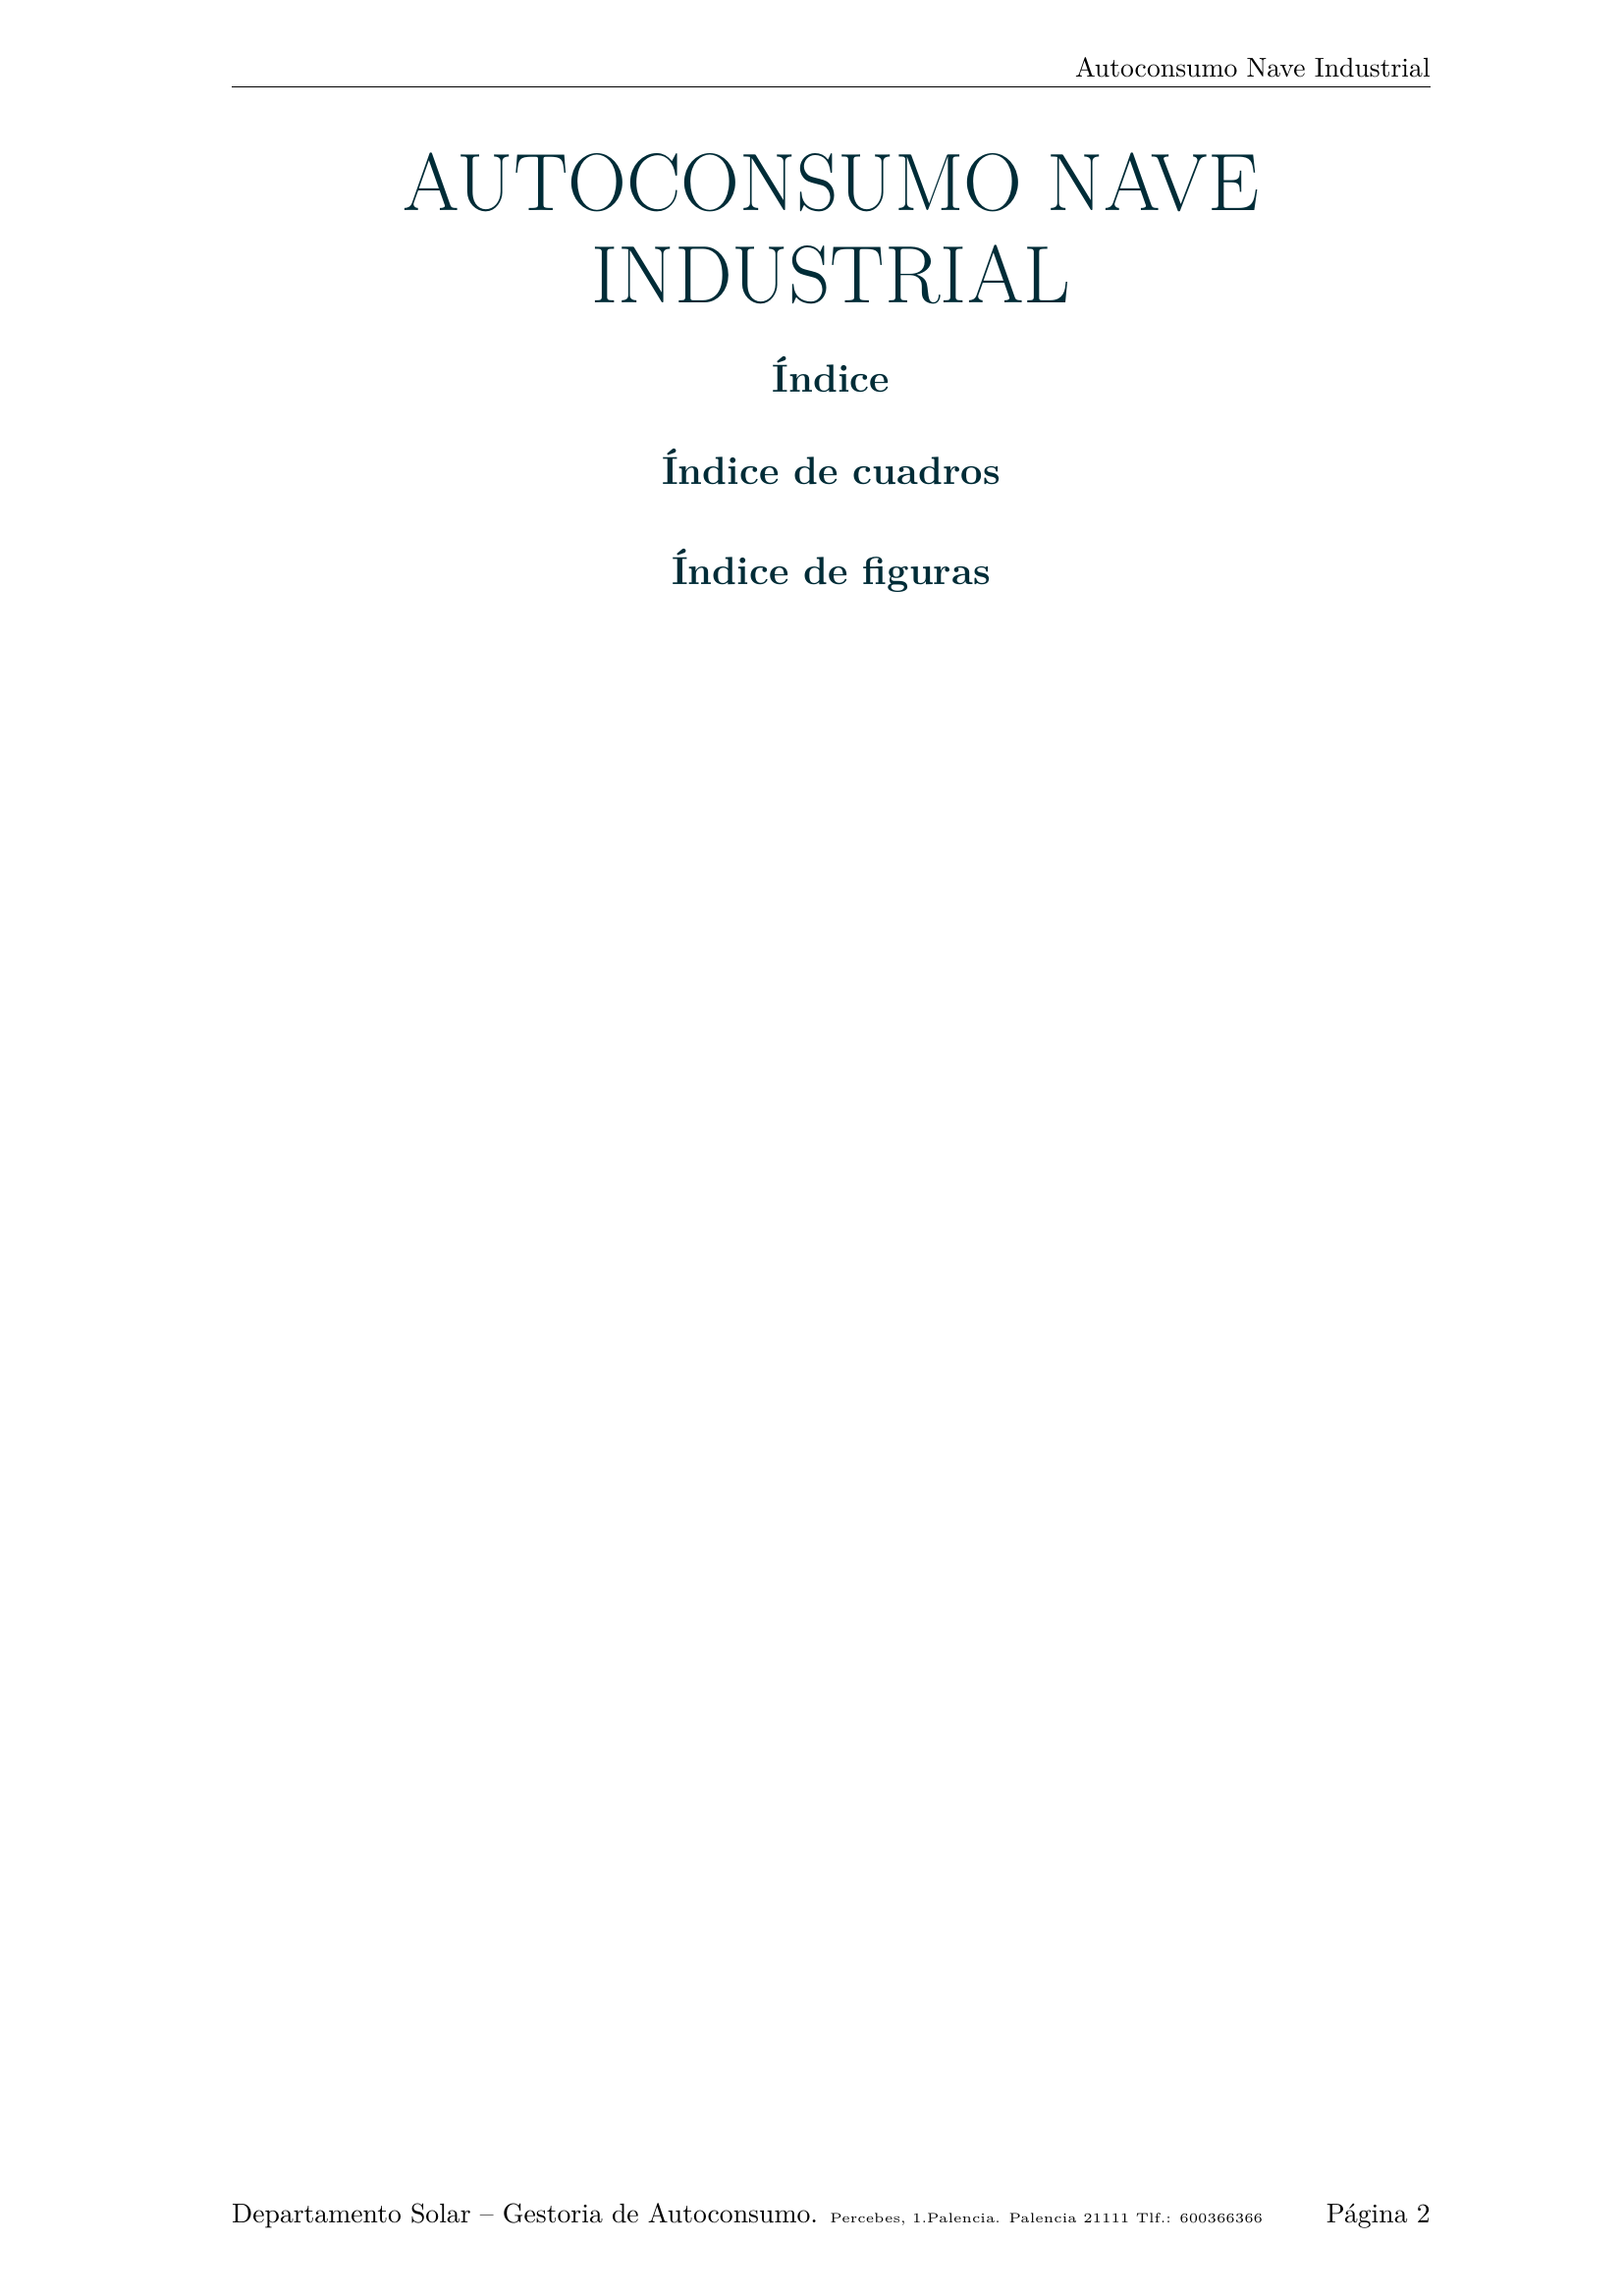 Autoconsumo Nave Industrial
AUTOCONSUMO NAVE
INDUSTRIAL
Índice
Índice de cuadros
Índice de figuras
Departamento Solar – Gestoria de Autoconsumo. Percebes, 1.Palencia. Palencia 21111 Tlf.: 600366366 Página 2